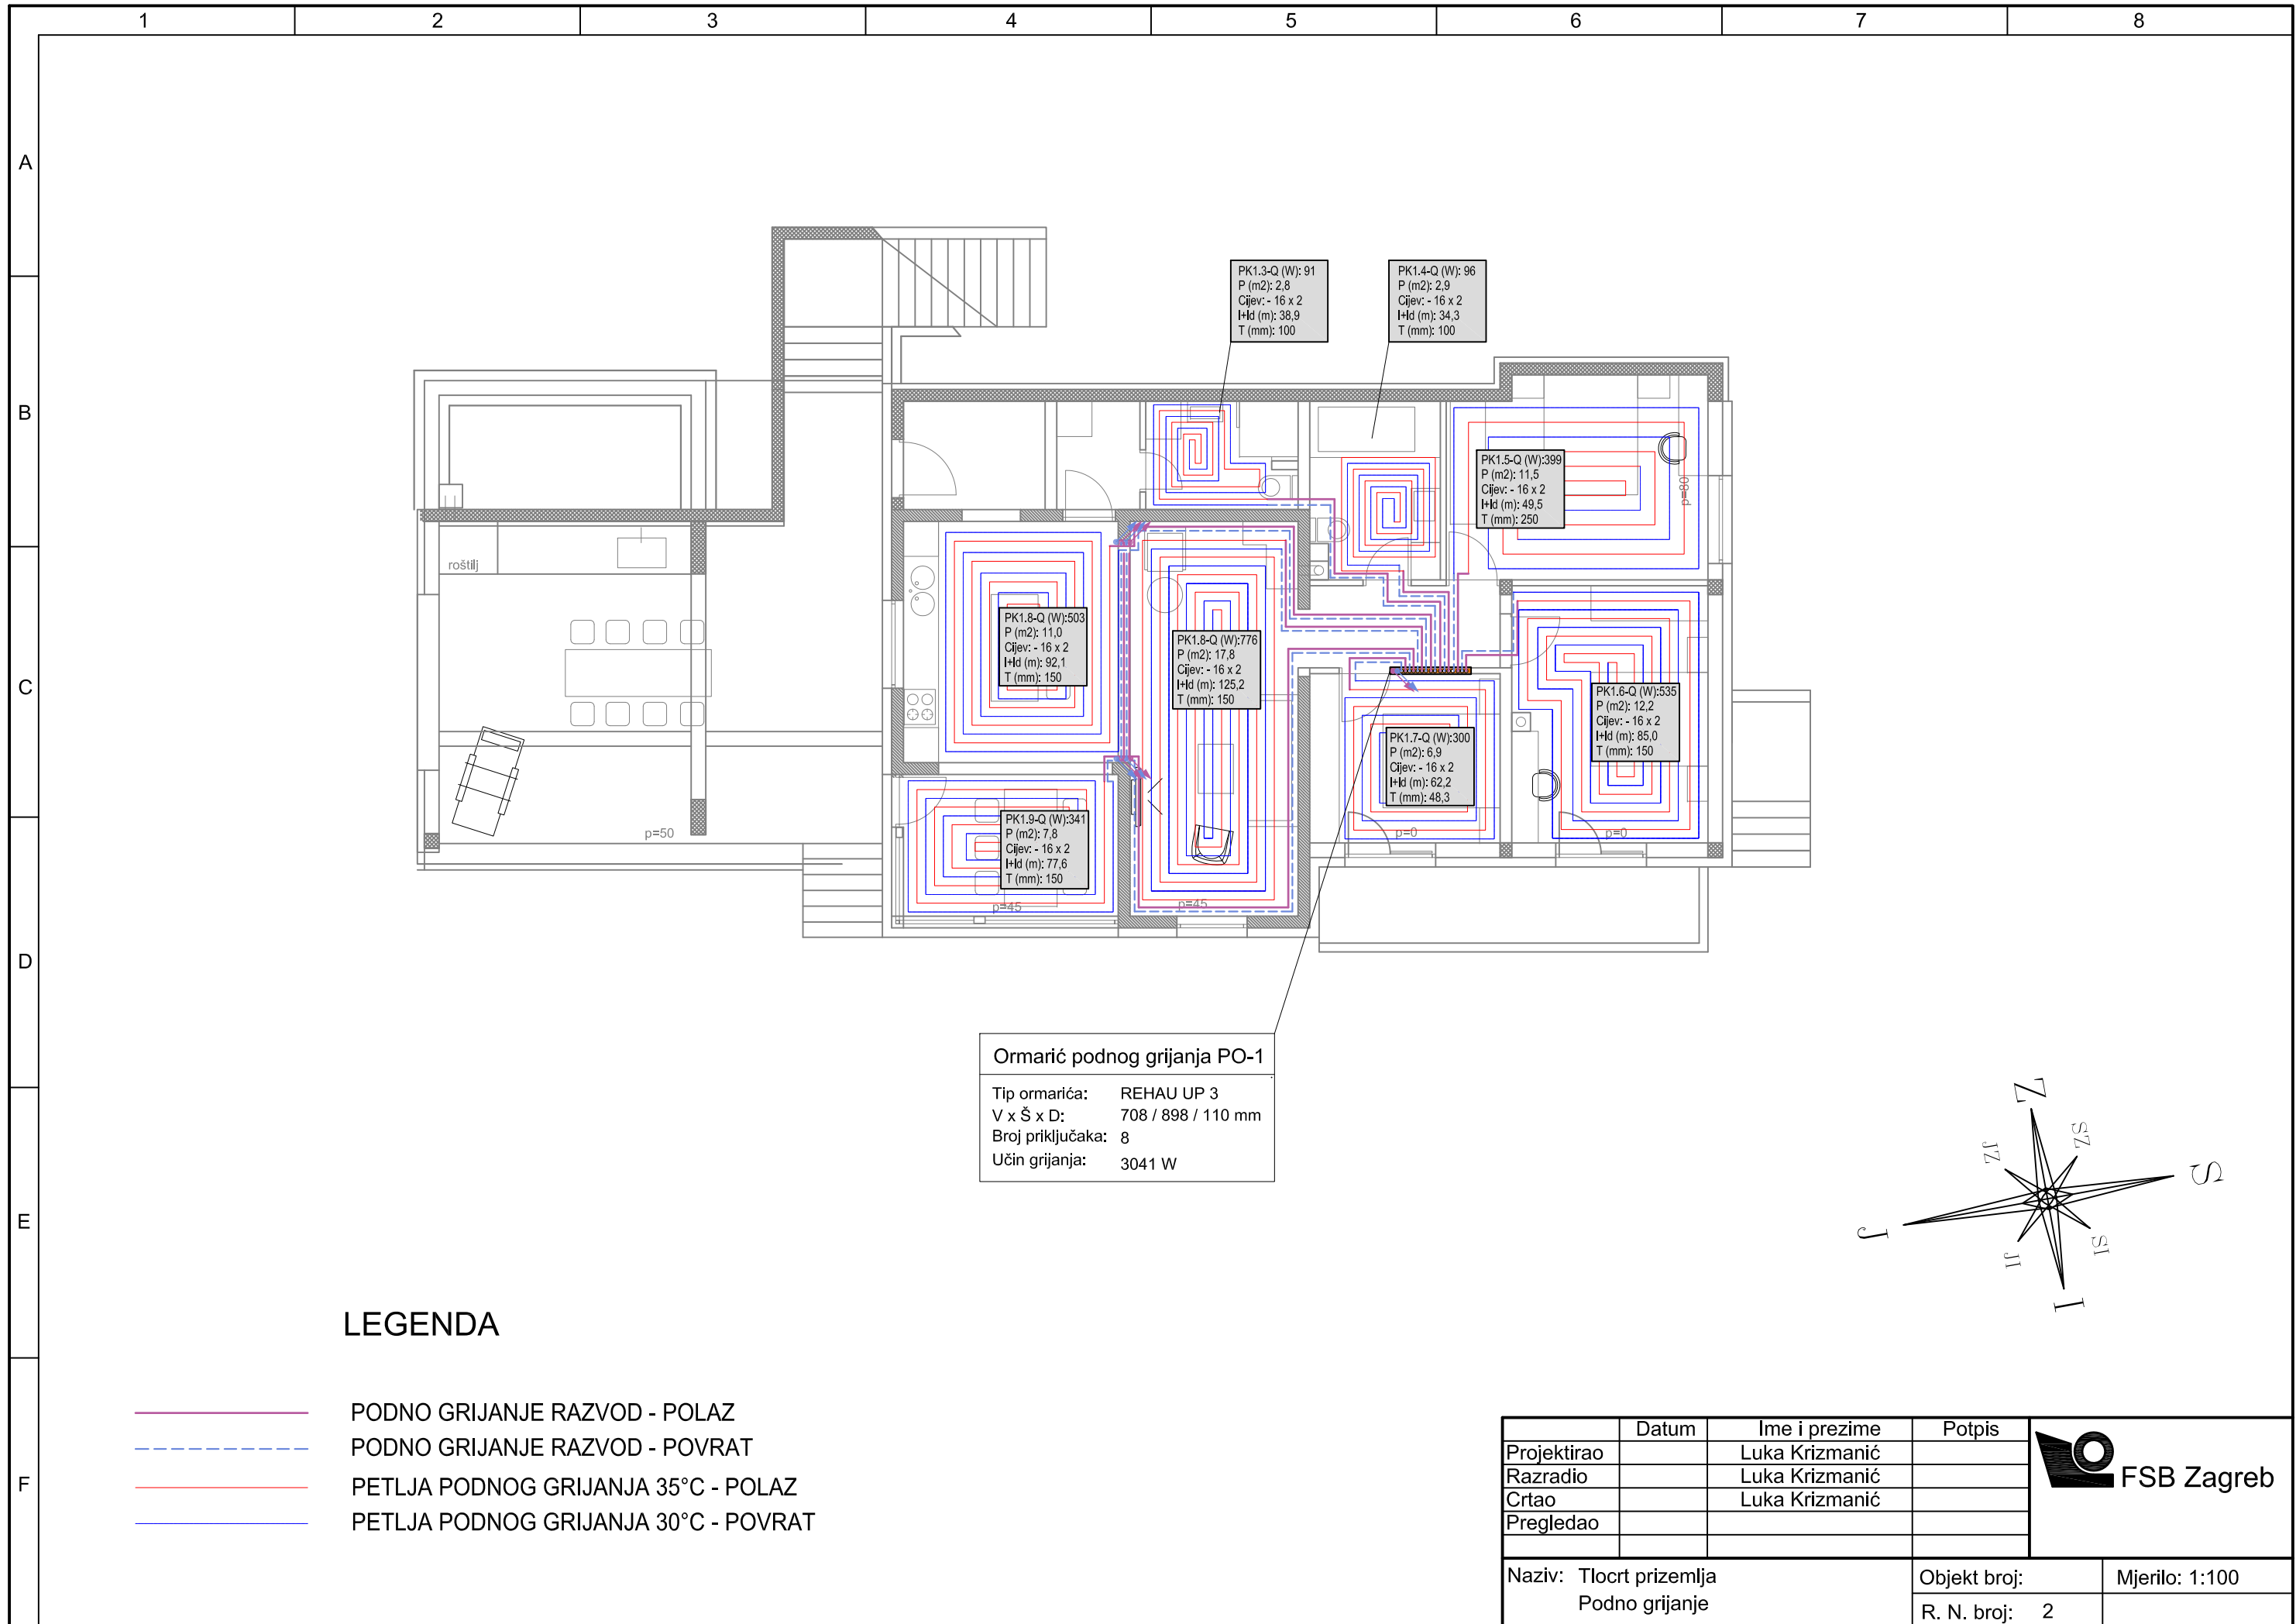 1 2 3 4 5 6 7 8
A
B
C
D
E
F
PK1.3-Q (W): 91
P (m2): 2,8
Cijev: - 16 x 2
l+ld (m): 38,9
T (mm): 100
PK1.4-Q (W): 96
P (m2): 2,9
Cijev: - 16 x 2
l+ld (m): 34,3
T (mm): 100
PK1.5-Q (W):399
P (m2): 11,5
Cijev: - 16 x 2
l+ld (m): 49,5
T (mm): 250
p=80
roštilj
PK1.8-Q (W):503
P (m2): 11,0
Cijev: - 16 x 2
l+ld (m): 92,1
T (mm): 150
PK1.8-Q (W):776
P (m2): 17,8
Cijev: - 16 x 2
l+ld (m): 125,2
T (mm): 150
PK1.6-Q (W):535
P (m2): 12,2
Cijev: - 16 x 2
l+ld (m): 85,0
T (mm): 150
PK1.7-Q (W):300
P (m2): 6,9
Cijev: - 16 x 2
l+ld (m): 62,2
T (mm): 48,3
PK1.9-Q (W):341
P (m2): 7,8
Cijev: - 16 x 2
l+ld (m): 77,6
T (mm): 150
p=50
p=0
p=0
p=45
p=45
Ormarić podnog grijanja PO-1
Tip ormarića: REHAU UP 3
V x Š x D: 708 / 898 / 110 mm
Broj priključaka: 8
Učin grijanja: 3041 W
Z
SZ
JZ
S
J
SI
JI
I
LEGENDA
PODNO GRIJANJE RAZVOD - POLAZ
PODNO GRIJANJE RAZVOD - POVRAT
PETLJA PODNOG GRIJANJA 35°C - POLAZ
PETLJA PODNOG GRIJANJA 30°C - POVRAT
Datum Ime i prezime Potpis
Projektirao Luka Krizmanić
Razradio Luka Krizmanić
Crtao Luka Krizmanić
Pregledao
FSB Zagreb
Naziv: Tlocrt prizemlja
Podno grijanje
Objekt broj:
Mjerilo: 1:100
R. N. broj: 2